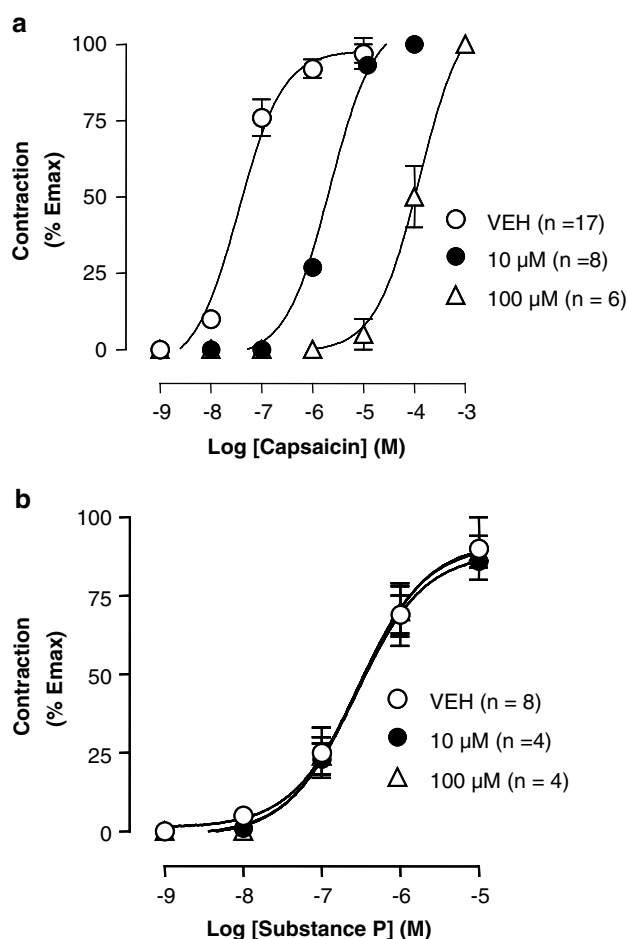 a
100
75
50
25
0
Contraction
(% Emax)
VEH (n =17)
10 µM (n =8)
100 µM (n = 6)
-9 -8 -7 -6 -5 -4 -3
Log [Capsaicin] (M)
b
100
75
50
25
0
Contraction
(% Emax)
VEH (n = 8)
10 µM (n =4)
100 µM (n = 4)
-9 -8 -7 -6 -5
Log [Substance P] (M)